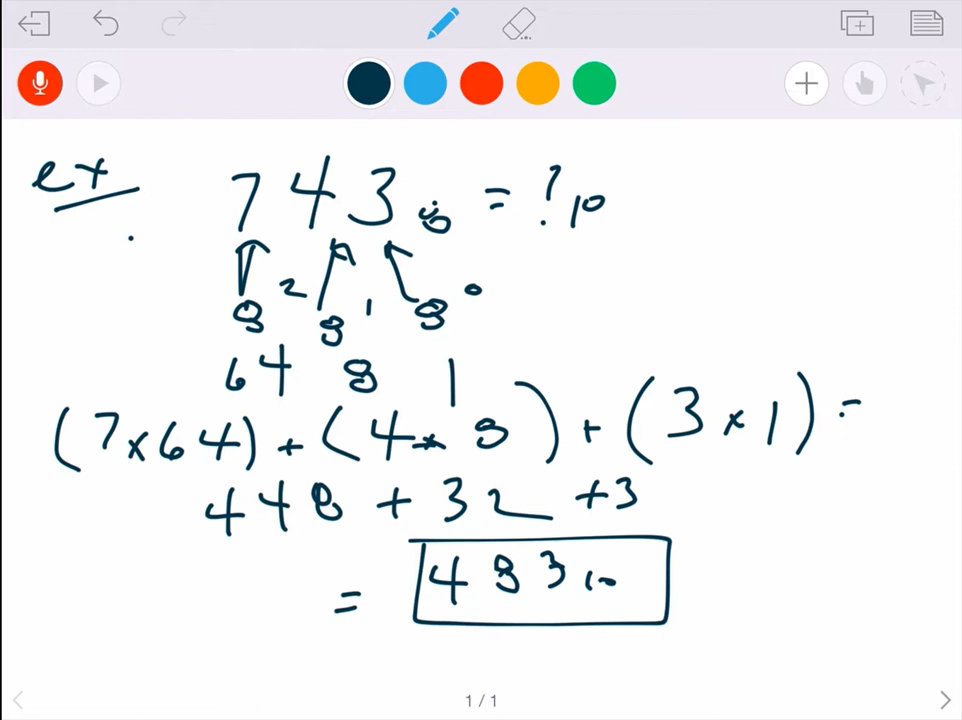 ex 743₈ = ?₁₀
8² 8¹ 8⁰
64 8 1
(7×64) + (4×8) + (3×1) =
448 + 32 + 3
= 483₁₀
1 / 1